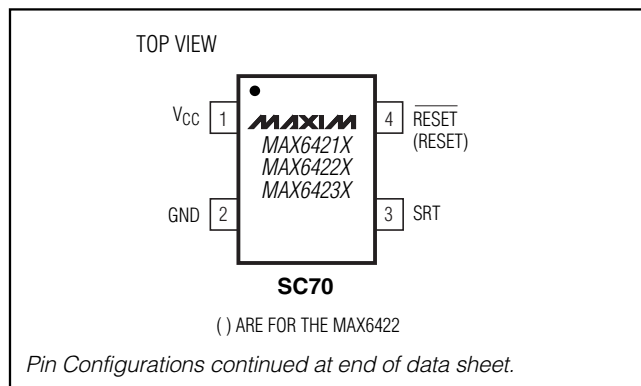 TOP VIEW
VCC 1
4 RESET
(RESET)
MAXIM
MAX6421X
MAX6422X
MAX6423X
GND 2
3 SRT
SC70
( ) ARE FOR THE MAX6422
Pin Configurations continued at end of data sheet.